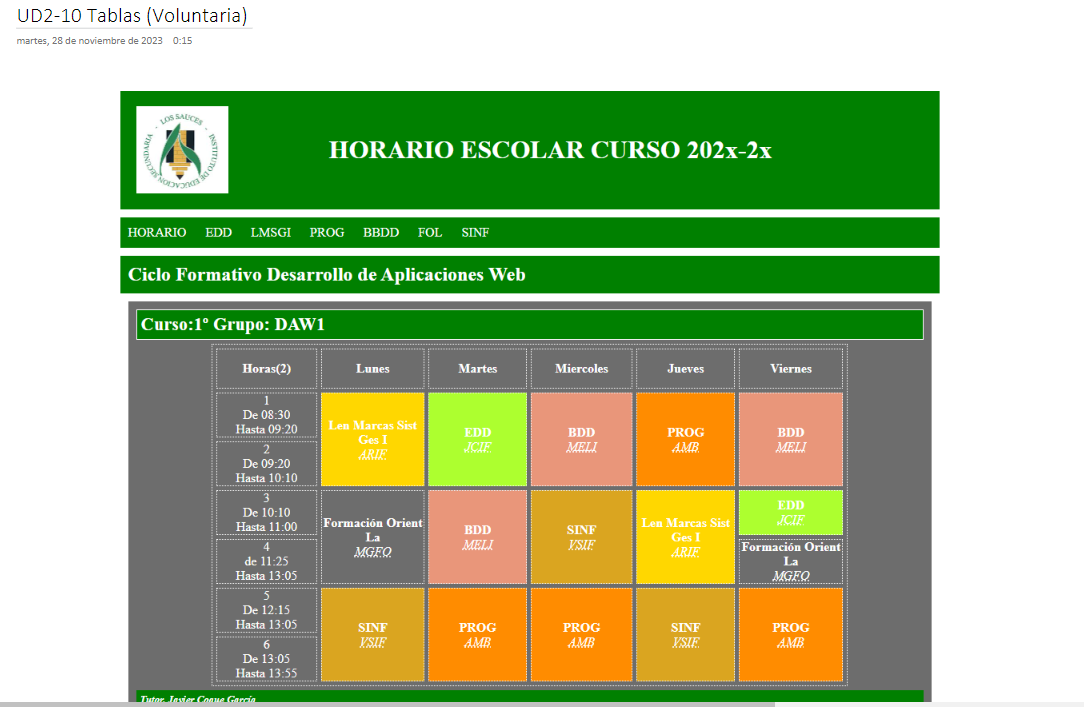 UD2-10 Tablas (Voluntaria)
martes, 28 de noviembre de 2023 0:15
LOS SAUCES
INSTITUTO DE EDUCACION SECUNDARIA
HORARIO ESCOLAR CURSO 202x-2x
HORARIO EDD LMSGI PROG BBDD FOL SINF
Ciclo Formativo Desarrollo de Aplicaciones Web
Curso:1º Grupo: DAW1
Horas(2) Lunes Martes Miercoles Jueves Viernes
1
De 08:30
Hasta 09:20
2
De 09:20
Hasta 10:10
Len Marcas Sist
Ges I
ARIF
EDD
JCIF
BDD
MELI
PROG
AMB
BDD
MELI
3
De 10:10
Hasta 11:00
4
de 11:25
Hasta 13:05
Formación Orient
La
MGFO
BDD
MELI
SINF
VSIF
Len Marcas Sist
Ges I
ARIF
EDD
JCIF
Formación Orient
La
MGFO
5
De 12:15
Hasta 13:05
6
De 13:05
Hasta 13:55
SINF
VSIF
PROG
AMB
PROG
AMB
SINF
VSIF
PROG
AMB
Tutor. Javier Coque García